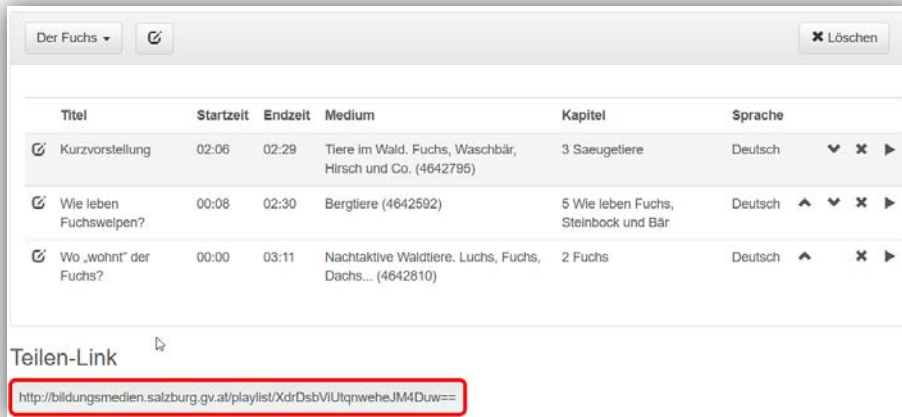 Der Fuchs
Löschen
Titel Startzeit Endzeit Medium Kapitel Sprache
Kurzvorstellung 02:06 02:29 Tiere im Wald. Fuchs, Waschbär, 3 Saeugetiere Deutsch
Hirsch und Co. (4642795)
Wie leben 00:08 02:30 Bergtiere (4642592) 5 Wie leben Fuchs, Deutsch
Fuchswelpen? Steinbock und Bär
Wo „wohnt" der 00:00 03:11 Nachtaktive Waldtiere. Luchs, Fuchs, 2 Fuchs Deutsch
Fuchs? Dachs... (4642810)
Teilen-Link
http://bildungsmedien.salzburg.gv.at/playlist/XdrDsbViUtqnweheJM4Duw==